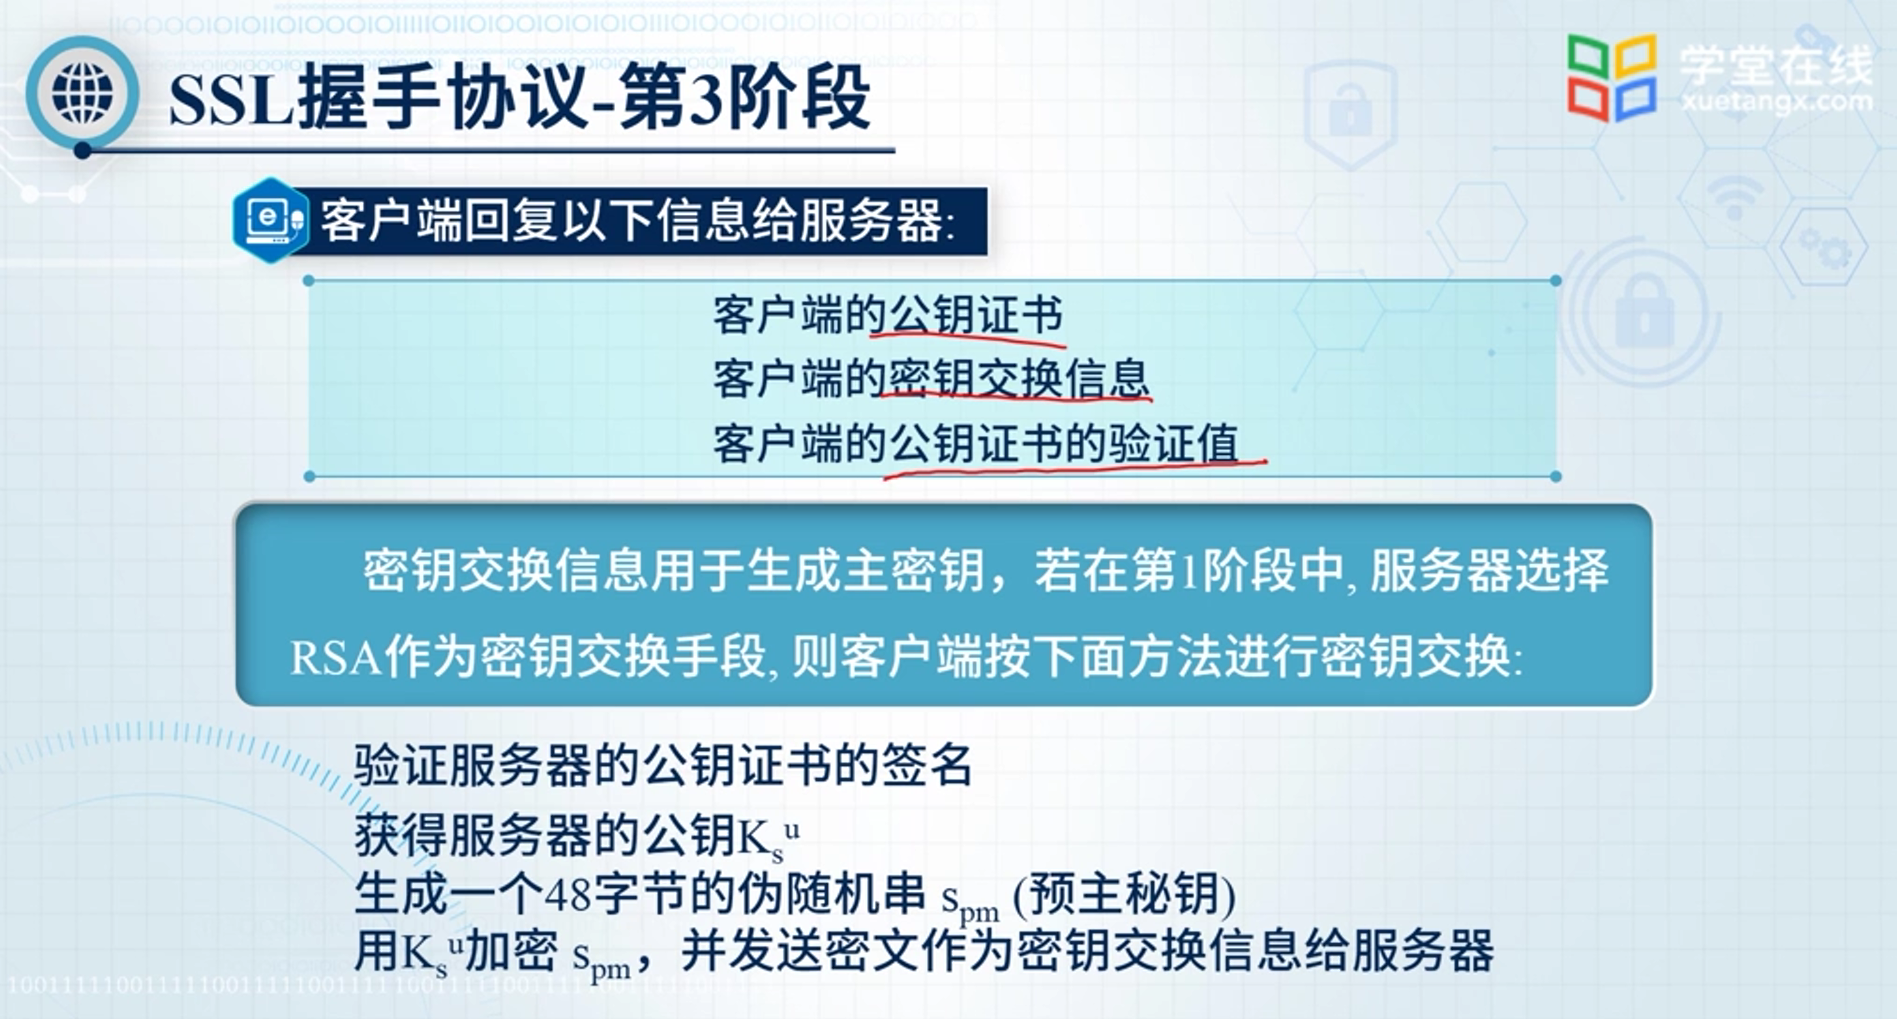 SSL握手协议-第3阶段
学堂在线
xuetangx.com
客户端回复以下信息给服务器:
客户端的公钥证书
客户端的密钥交换信息
客户端的公钥证书的验证值
密钥交换信息用于生成主密钥，若在第1阶段中, 服务器选择
RSA作为密钥交换手段, 则客户端按下面方法进行密钥交换:
验证服务器的公钥证书的签名
获得服务器的公钥Kₛᵘ
生成一个48字节的伪随机串 spm (预主秘钥)
用Kₛᵘ加密 spm，并发送密文作为密钥交换信息给服务器